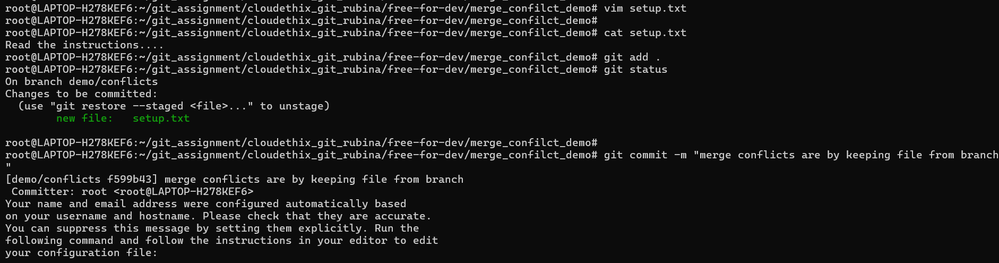 root@LAPTOP-H278KEF6:~/git_assignment/cloudethix_git_rubina/free-for-dev/merge_confilct_demo# vim setup.txt
root@LAPTOP-H278KEF6:~/git_assignment/cloudethix_git_rubina/free-for-dev/merge_confilct_demo#
root@LAPTOP-H278KEF6:~/git_assignment/cloudethix_git_rubina/free-for-dev/merge_confilct_demo# cat setup.txt
Read the instructions....
root@LAPTOP-H278KEF6:~/git_assignment/cloudethix_git_rubina/free-for-dev/merge_confilct_demo# git add .
root@LAPTOP-H278KEF6:~/git_assignment/cloudethix_git_rubina/free-for-dev/merge_confilct_demo# git status
On branch demo/conflicts
Changes to be committed:
  (use "git restore --staged <file>..." to unstage)
        new file:   setup.txt

root@LAPTOP-H278KEF6:~/git_assignment/cloudethix_git_rubina/free-for-dev/merge_confilct_demo#
root@LAPTOP-H278KEF6:~/git_assignment/cloudethix_git_rubina/free-for-dev/merge_confilct_demo# git commit -m "merge conflicts are by keeping file from branch
"
[demo/conflicts f599b43] merge conflicts are by keeping file from branch
 Committer: root <root@LAPTOP-H278KEF6>
Your name and email address were configured automatically based
on your username and hostname. Please check that they are accurate.
You can suppress this message by setting them explicitly. Run the
following command and follow the instructions in your editor to edit
your configuration file: